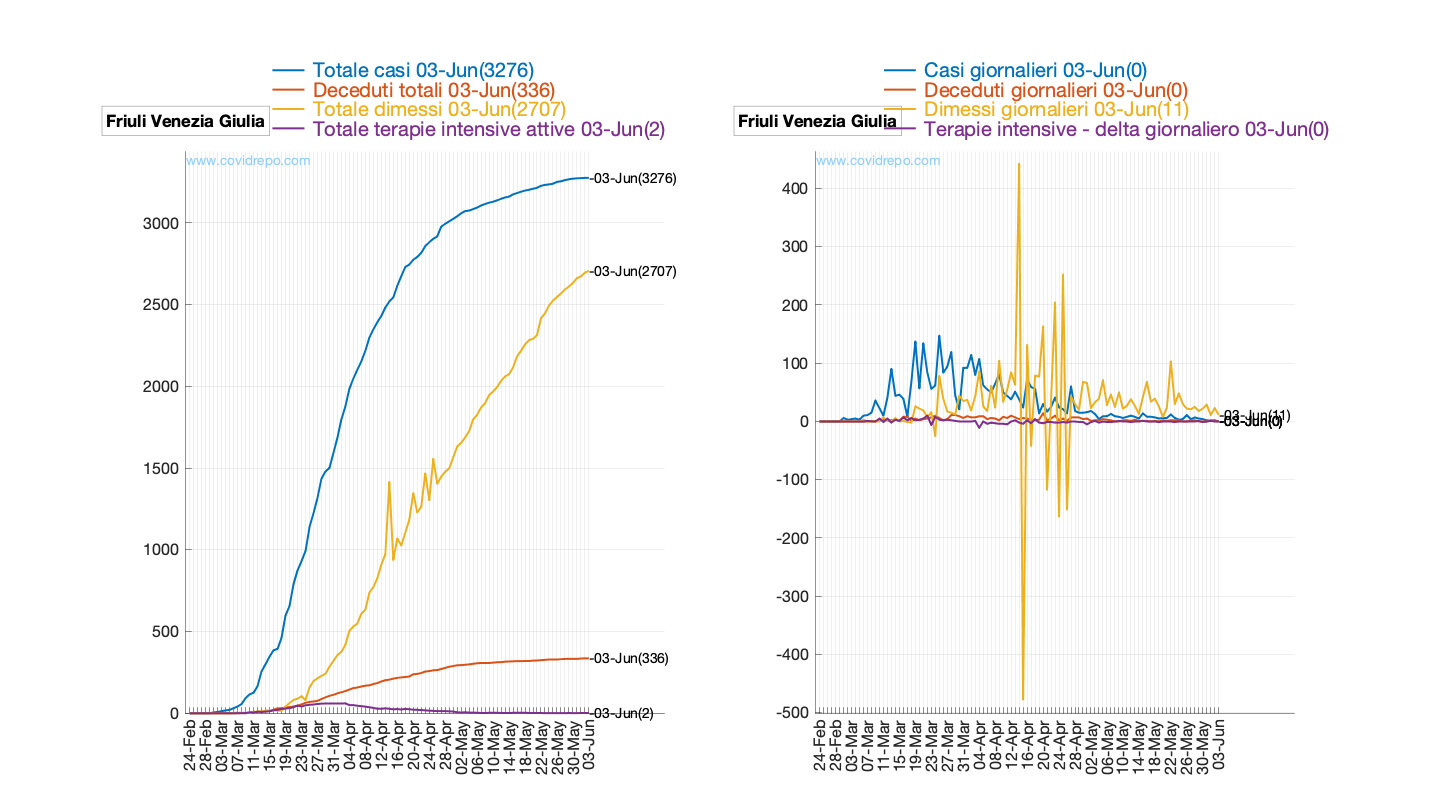 Totale casi 03-Jun(3276)
Deceduti totali 03-Jun(336)
Totale dimessi 03-Jun(2707)
Totale terapie intensive attive 03-Jun(2)
Friuli Venezia Giulia
www.covidrepo.com
3000
2500
2000
1500
1000
500
0
-03-Jun(3276)
-03-Jun(2707)
-03-Jun(336)
-03-Jun(2)
24-Feb
28-Feb
03-Mar
07-Mar
11-Mar
15-Mar
19-Mar
23-Mar
27-Mar
31-Mar
04-Apr
08-Apr
12-Apr
16-Apr
20-Apr
24-Apr
28-Apr
02-May
06-May
10-May
14-May
18-May
22-May
26-May
30-May
03-Jun
Casi giornalieri 03-Jun(0)
Deceduti giornalieri 03-Jun(0)
Dimessi giornalieri 03-Jun(11)
Terapie intensive - delta giornaliero 03-Jun(0)
Friuli Venezia Giulia
www.covidrepo.com
400
300
200
100
0
-100
-200
-300
-400
-500
-03-Jun(11)
-03-Jun(0)
24-Feb
28-Feb
03-Mar
07-Mar
11-Mar
15-Mar
19-Mar
23-Mar
27-Mar
31-Mar
04-Apr
08-Apr
12-Apr
16-Apr
20-Apr
24-Apr
28-Apr
02-May
06-May
10-May
14-May
18-May
22-May
26-May
30-May
03-Jun